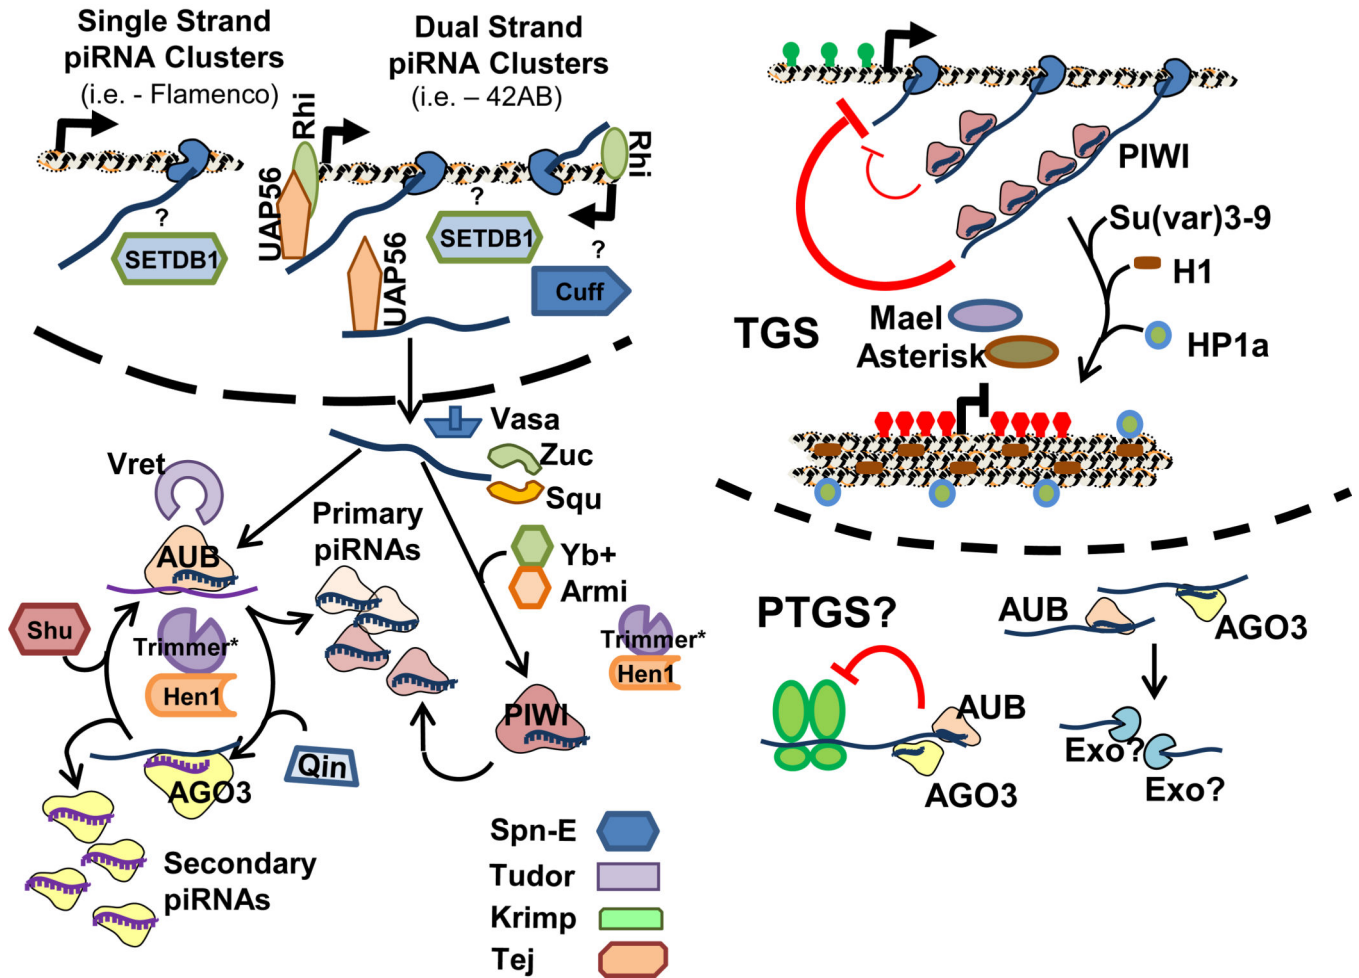 Single Strand
piRNA Clusters
(i.e. - Flamenco)
Dual Strand
piRNA Clusters
(i.e. – 42AB)
Rhi
Rhi
UAP56
?
SETDB1
?
SETDB1
?
Cuff
UAP56
Vasa
Zuc
Squ
Vret
AUB
Primary
piRNAs
Yb+
Armi
Shu
Trimmer*
Hen1
Trimmer*
Hen1
PIWI
Qin
AGO3
Secondary
piRNAs
Spn-E
Tudor
Krimp
Tej
PIWI
Su(var)3-9
H1
HP1a
TGS
Mael
Asterisk
PTGS?
AUB
AGO3
AUB
AGO3
Exo?
Exo?